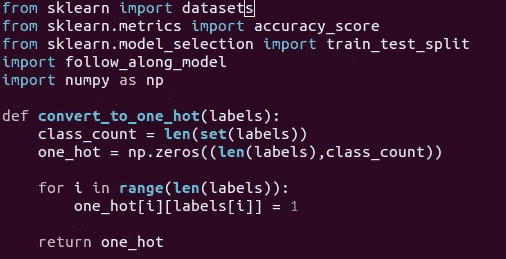 from sklearn import datasets
from sklearn.metrics import accuracy_score
from sklearn.model_selection import train_test_split
import follow_along_model
import numpy as np

def convert_to_one_hot(labels):
    class_count = len(set(labels))
    one_hot = np.zeros((len(labels),class_count))

    for i in range(len(labels)):
        one_hot[i][labels[i]] = 1

    return one_hot